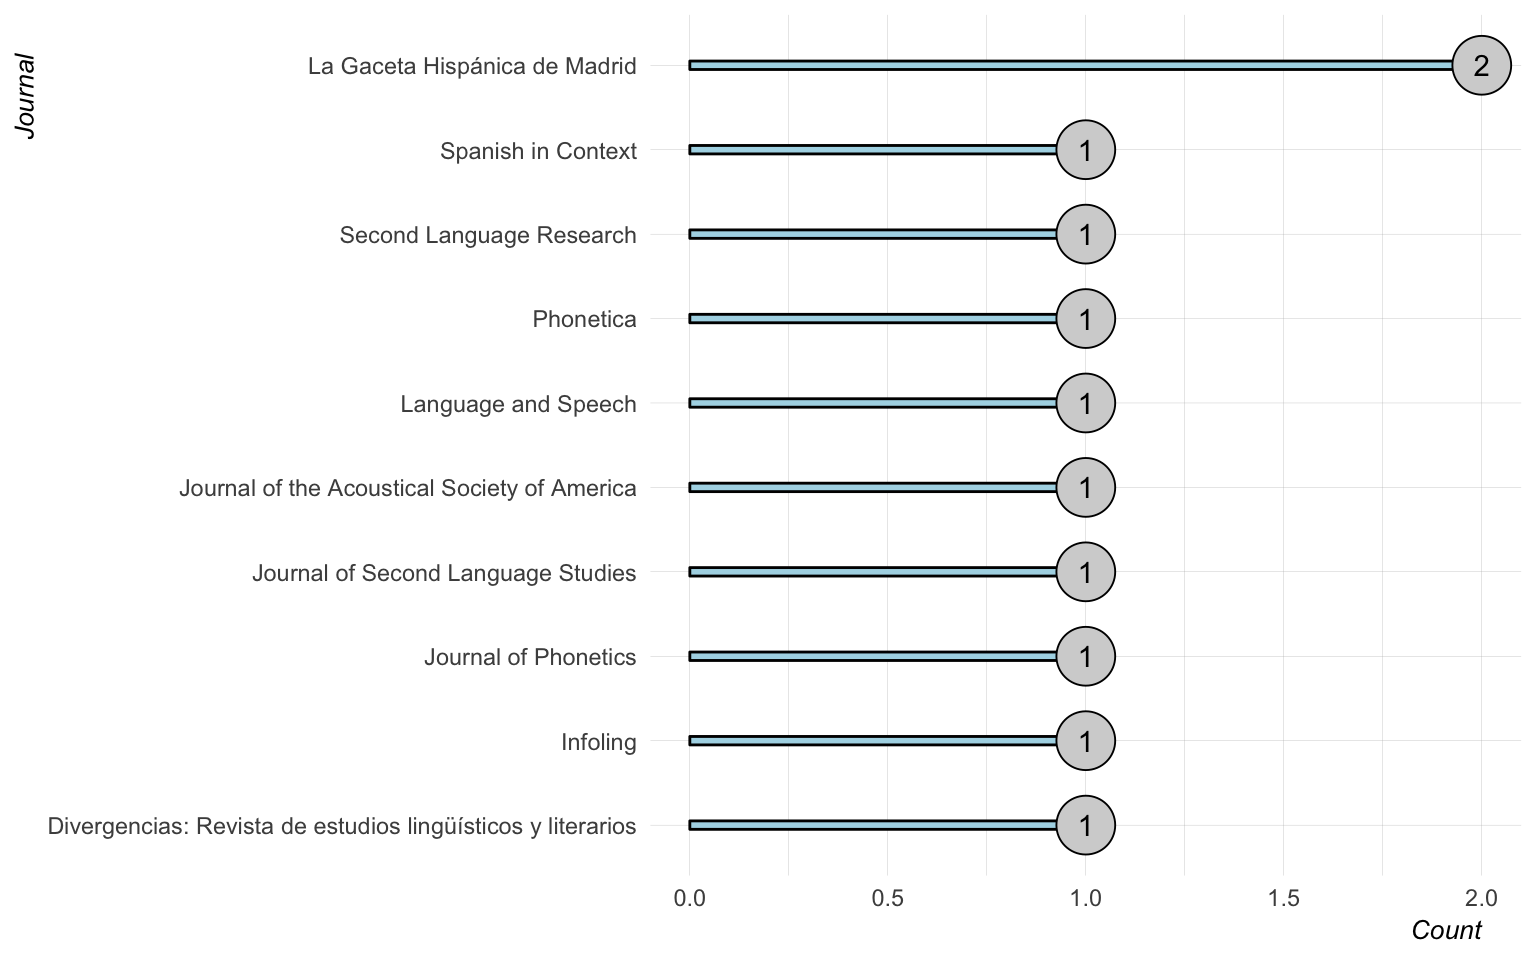 Journal
La Gaceta Hispánica de Madrid 2
Spanish in Context 1
Second Language Research 1
Phonetica 1
Language and Speech 1
Journal of the Acoustical Society of America 1
Journal of Second Language Studies 1
Journal of Phonetics 1
Infoling 1
Divergencias: Revista de estudios lingüísticos y literarios 1
0.0 0.5 1.0 1.5 2.0
Count